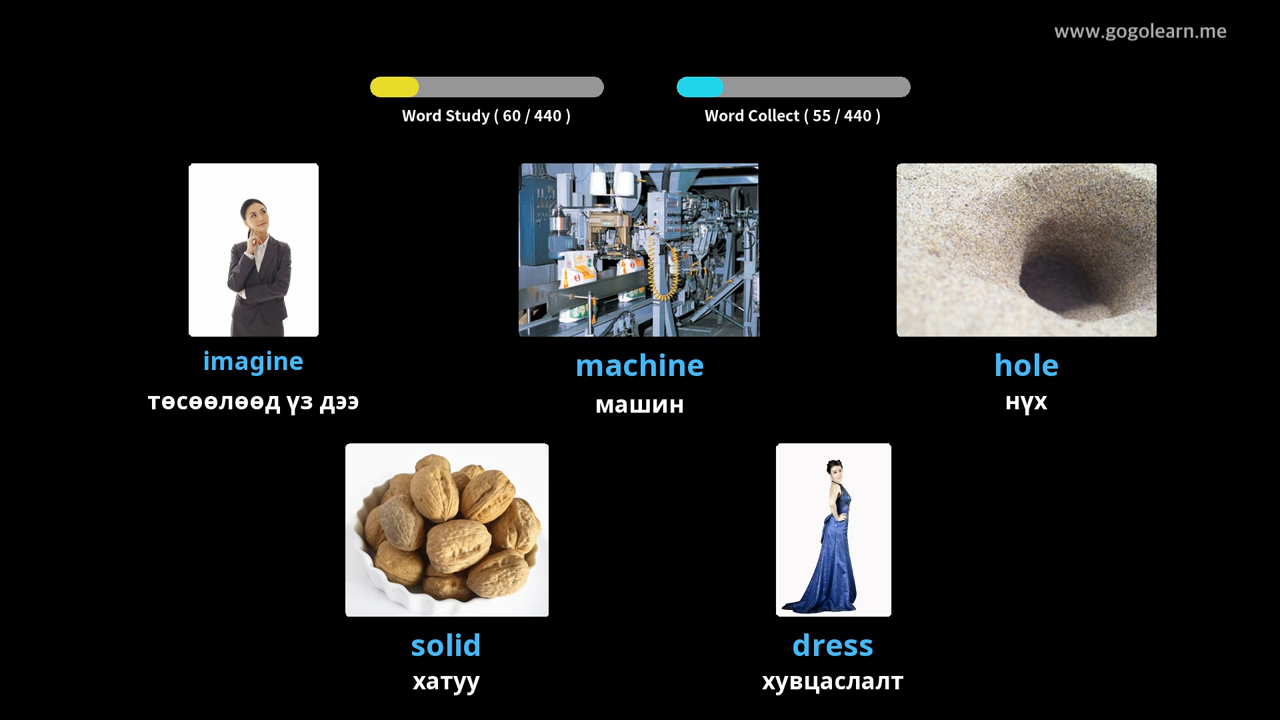 www.gogolearn.me
Word Study ( 60 / 440 )
Word Collect ( 55 / 440 )
imagine
төсөөлөөд үз дээ
machine
машин
hole
нүх
solid
хатуу
dress
хувцаслалт